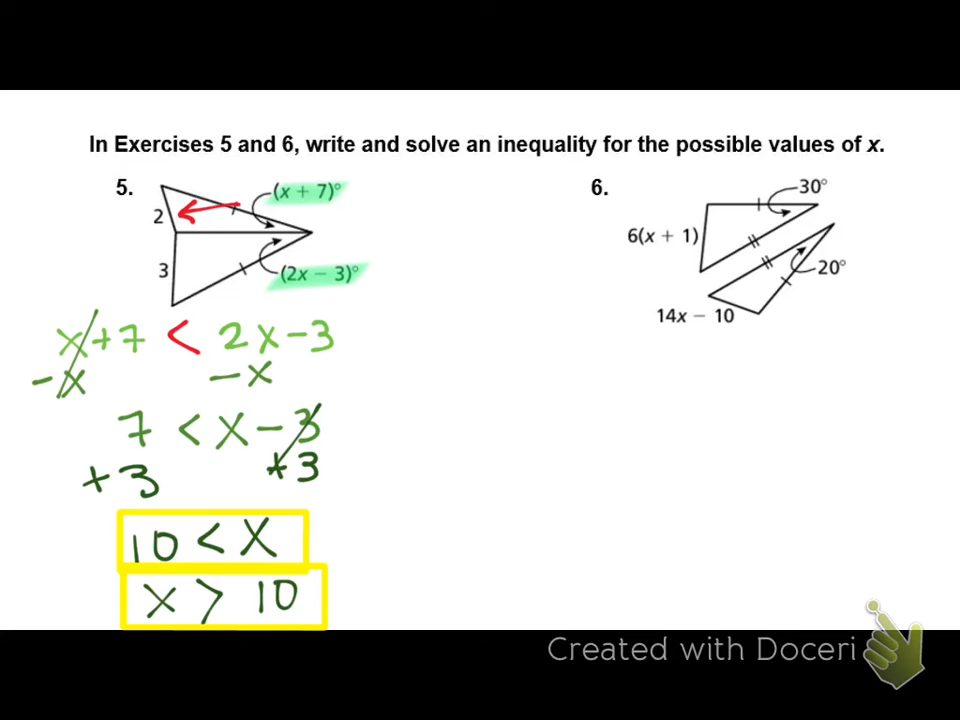 In Exercises 5 and 6, write and solve an inequality for the possible values of x.
5.
(x + 7)°
2
3
(2x − 3)°
x + 7 < 2x − 3
−x −x
7 < x − 3
+3 +3
10 < x
x > 10
6.
30°
6(x + 1)
20°
14x − 10
Created with Doceri